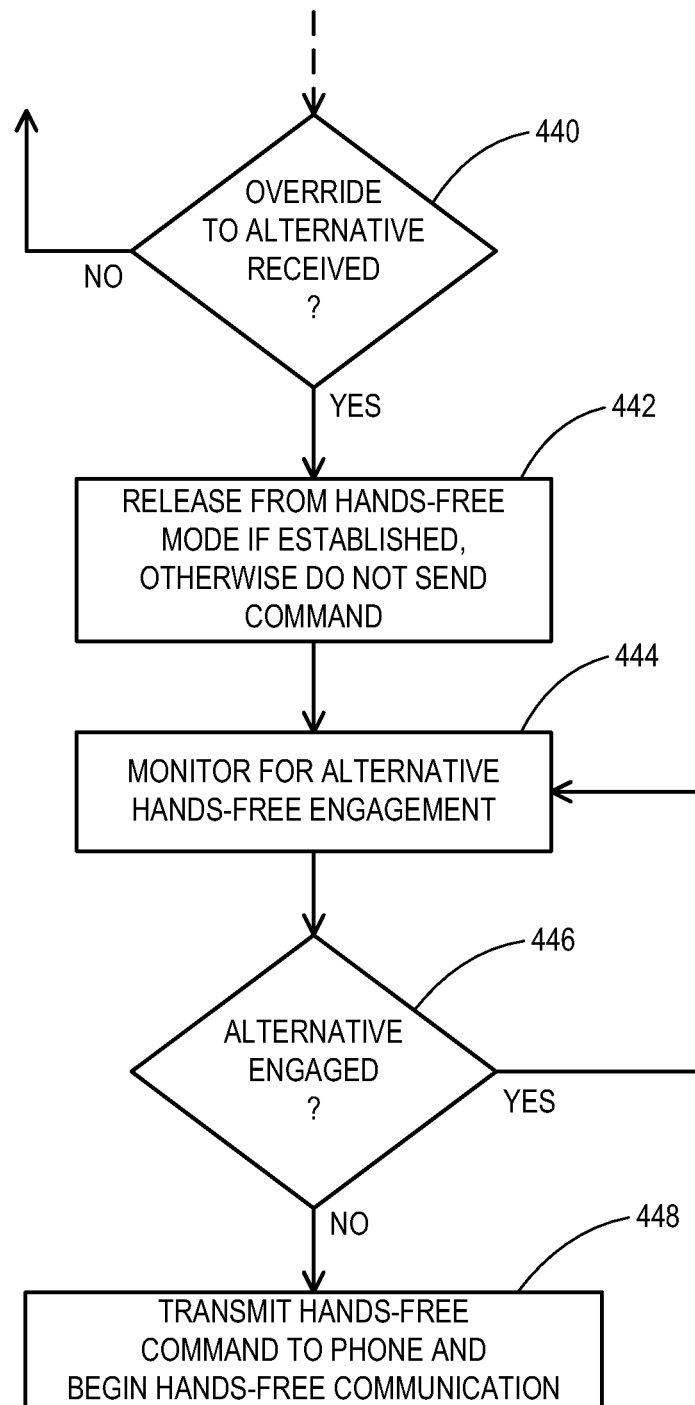 440
OVERRIDE
TO ALTERNATIVE
RECEIVED
?
NO
YES
442
RELEASE FROM HANDS-FREE
MODE IF ESTABLISHED,
OTHERWISE DO NOT SEND
COMMAND
444
MONITOR FOR ALTERNATIVE
HANDS-FREE ENGAGEMENT
446
ALTERNATIVE
ENGAGED
?
YES
NO
448
TRANSMIT HANDS-FREE
COMMAND TO PHONE AND
BEGIN HANDS-FREE COMMUNICATION